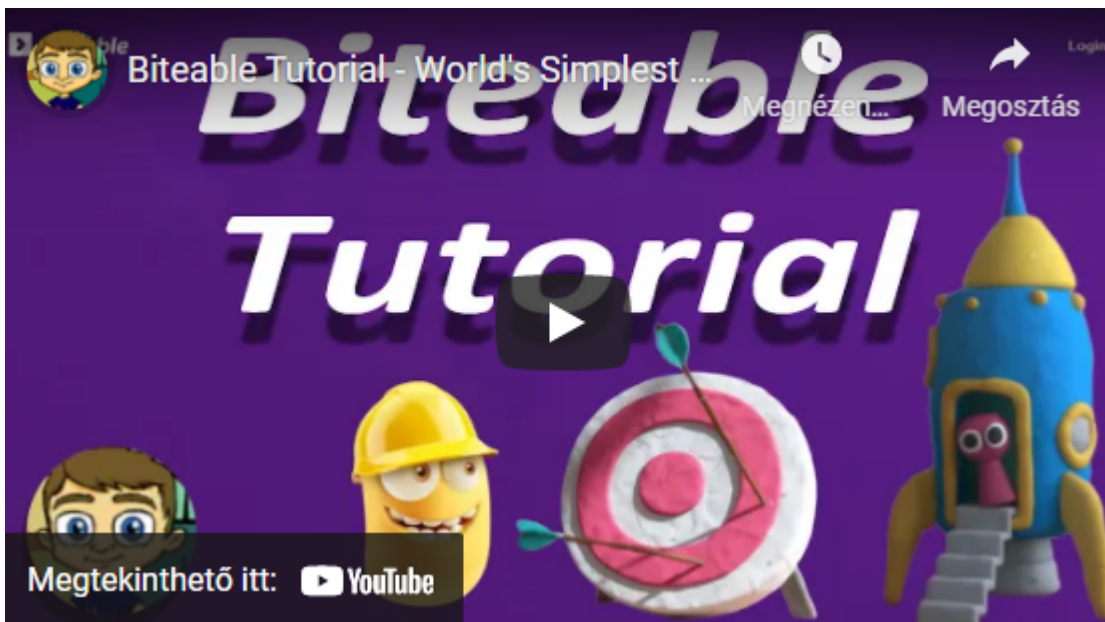 Biteable Tutorial - World's Simplest ...
Megnézen...
Megosztás
Login
Biteable
Tutorial
Megtekinthető itt: YouTube